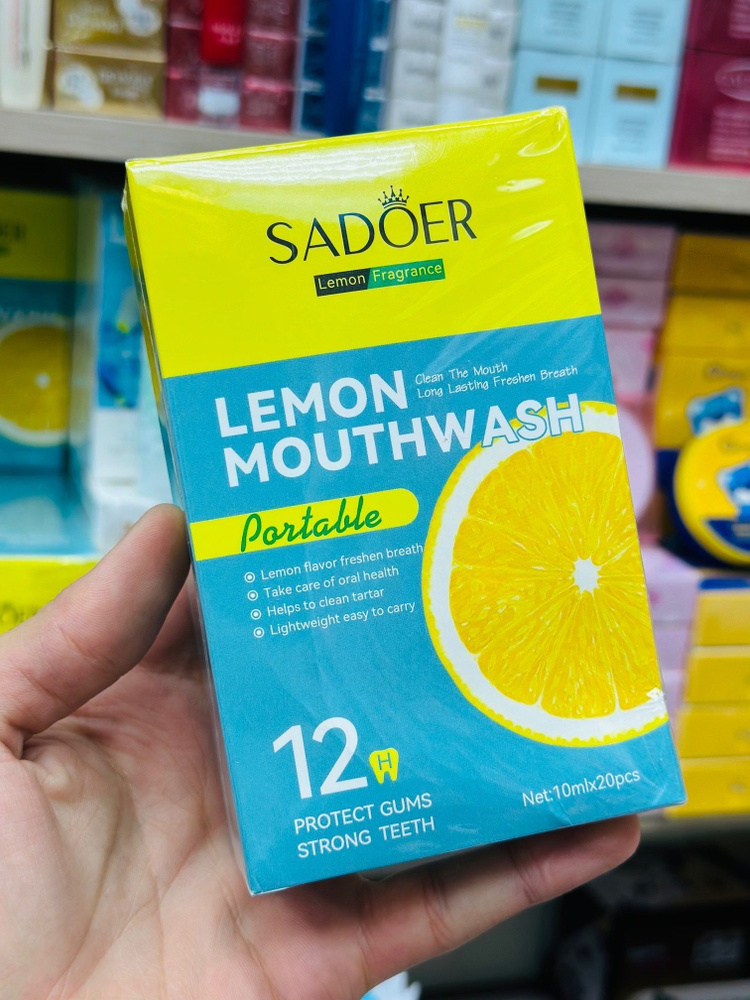 SADOER
Lemon Fragrance
LEMON
MOUTHWASH
Clean The Mouth
Long Lasting Freshen Breath
Portable
Lemon flavor freshen breath
Take care of oral health
Helps to clean tartar
Lightweight easy to carry
12 H
PROTECT GUMS
STRONG TEETH
Net:10mlx20pcs